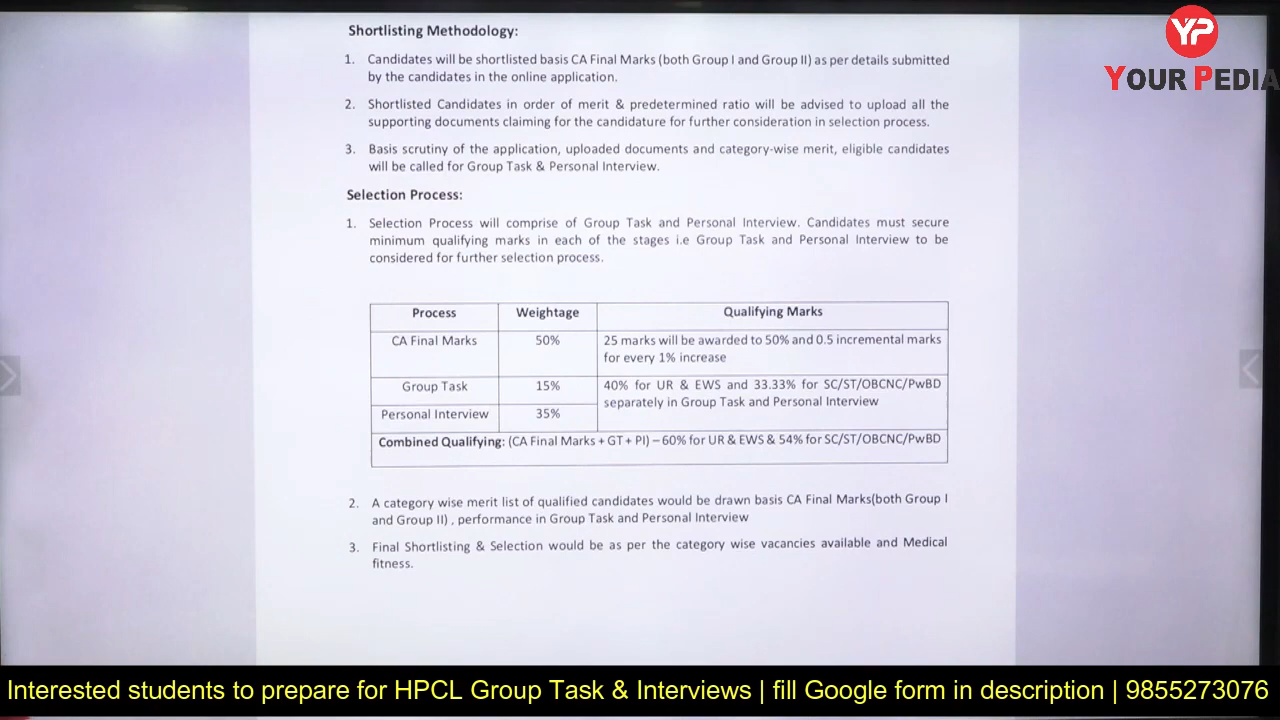 YP
YOUR PEDIA
Shortlisting Methodology:
1. Candidates will be shortlisted basis CA Final Marks (both Group I and Group II) as per details submitted
by the candidates in the online application.
2. Shortlisted Candidates in order of merit & predetermined ratio will be advised to upload all the
supporting documents claiming for the candidature for further consideration in selection process.
3. Basis scrutiny of the application, uploaded documents and category-wise merit, eligible candidates
will be called for Group Task & Personal Interview.
Selection Process:
1. Selection Process will comprise of Group Task and Personal Interview. Candidates must secure
minimum qualifying marks in each of the stages i.e Group Task and Personal Interview to be
considered for further selection process.
Process Weightage Qualifying Marks
CA Final Marks 50% 25 marks will be awarded to 50% and 0.5 incremental marks
for every 1% increase
Group Task 15% 40% for UR & EWS and 33.33% for SC/ST/OBCNC/PwBD
separately in Group Task and Personal Interview
Personal Interview 35%
Combined Qualifying: (CA Final Marks + GT + PI) – 60% for UR & EWS & 54% for SC/ST/OBCNC/PwBD
2. A category wise merit list of qualified candidates would be drawn basis CA Final Marks(both Group I
and Group II) , performance in Group Task and Personal Interview
3. Final Shortlisting & Selection would be as per the category wise vacancies available and Medical
fitness.
Interested students to prepare for HPCL Group Task & Interviews | fill Google form in description | 9855273076